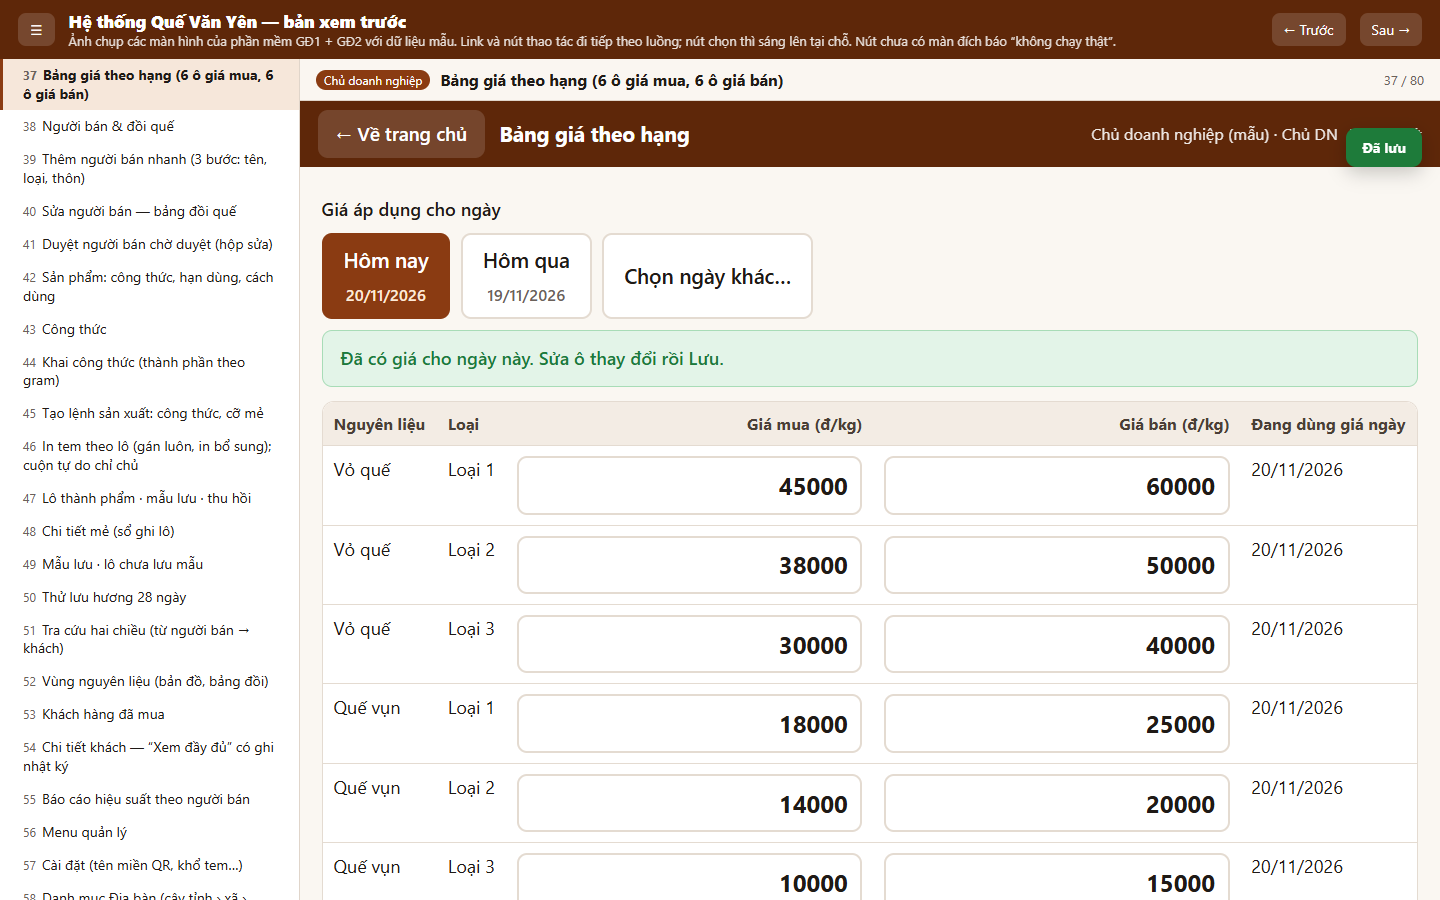 ☰
Hệ thống Quế Văn Yên — bản xem trước
Ảnh chụp các màn hình của phần mềm GĐ1 + GĐ2 với dữ liệu mẫu. Link và nút thao tác đi tiếp theo luồng; nút chọn thì sáng lên tại chỗ. Nút chưa có màn đích báo “không chạy thật”.
← Trước
Sau →
37 Bảng giá theo hạng (6 ô giá mua, 6
ô giá bán)
38 Người bán & đồi quế
39 Thêm người bán nhanh (3 bước: tên,
loại, thôn)
40 Sửa người bán — bảng đồi quế
41 Duyệt người bán chờ duyệt (hộp sửa)
42 Sản phẩm: công thức, hạn dùng, cách
dùng
43 Công thức
44 Khai công thức (thành phần theo
gram)
45 Tạo lệnh sản xuất: công thức, cỡ mẻ
46 In tem theo lô (gán luôn, in bổ sung);
cuộn tự do chỉ chủ
47 Lô thành phẩm · mẫu lưu · thu hồi
48 Chi tiết mẻ (sổ ghi lô)
49 Mẫu lưu · lô chưa lưu mẫu
50 Thử lưu hương 28 ngày
51 Tra cứu hai chiều (từ người bán →
khách)
52 Vùng nguyên liệu (bản đồ, bảng đồi)
53 Khách hàng đã mua
54 Chi tiết khách — “Xem đầy đủ” có ghi
nhật ký
55 Báo cáo hiệu suất theo người bán
56 Menu quản lý
57 Cài đặt (tên miền QR, khổ tem...)
58 Danh mục Địa bàn (cây tỉnh › xã ›
Chủ doanh nghiệp
Bảng giá theo hạng (6 ô giá mua, 6 ô giá bán)
37 / 80
← Về trang chủ
Bảng giá theo hạng
Chủ doanh nghiệp (mẫu) · Chủ DN
Đã lưu
Giá áp dụng cho ngày
Hôm nay
20/11/2026
Hôm qua
19/11/2026
Chọn ngày khác...
Đã có giá cho ngày này. Sửa ô thay đổi rồi Lưu.
Nguyên liệu Loại Giá mua (đ/kg) Giá bán (đ/kg) Đang dùng giá ngày
Vỏ quế Loại 1 45000 60000 20/11/2026
Vỏ quế Loại 2 38000 50000 20/11/2026
Vỏ quế Loại 3 30000 40000 20/11/2026
Quế vụn Loại 1 18000 25000 20/11/2026
Quế vụn Loại 2 14000 20000 20/11/2026
Quế vụn Loại 3 10000 15000 20/11/2026